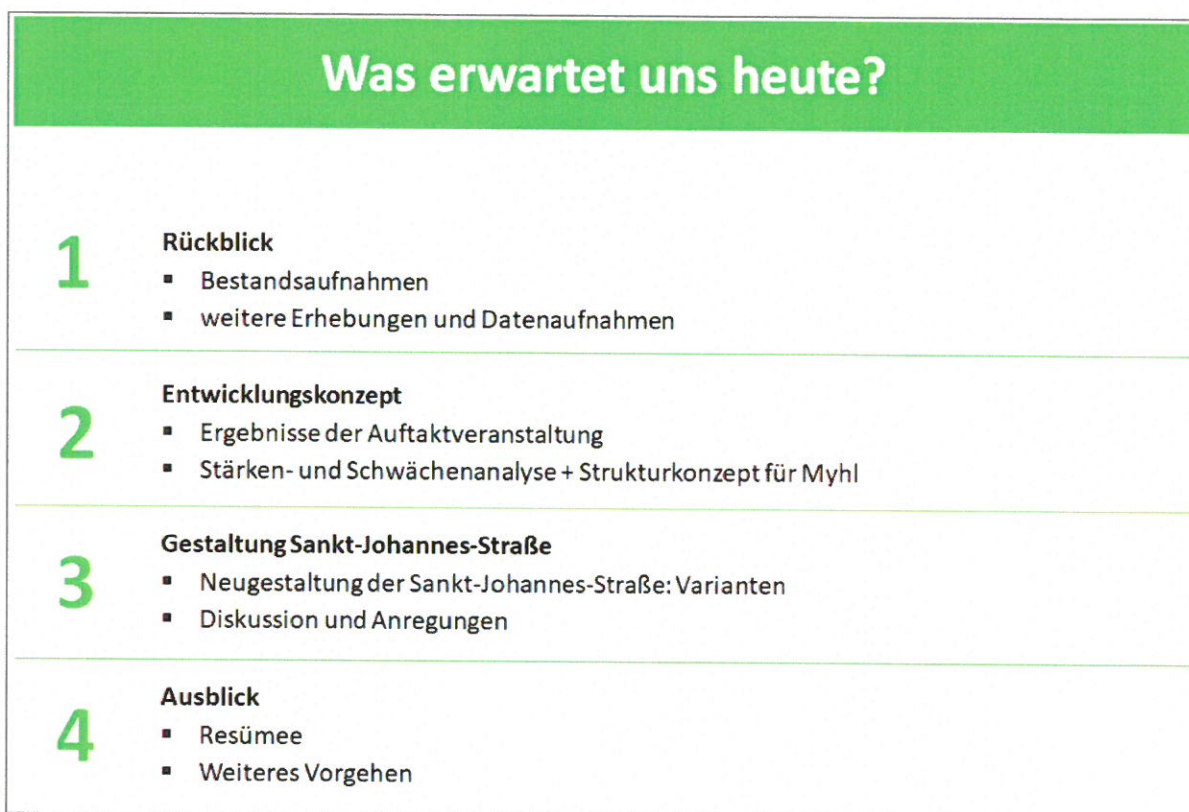 Was erwartet uns heute?
1
Rückblick
▪ Bestandsaufnahmen
▪ weitere Erhebungen und Datenaufnahmen
2
Entwicklungskonzept
▪ Ergebnisse der Auftaktveranstaltung
▪ Stärken- und Schwächenanalyse + Strukturkonzept für Myhl
3
Gestaltung Sankt-Johannes-Straße
▪ Neugestaltung der Sankt-Johannes-Straße: Varianten
▪ Diskussion und Anregungen
4
Ausblick
▪ Resümee
▪ Weiteres Vorgehen